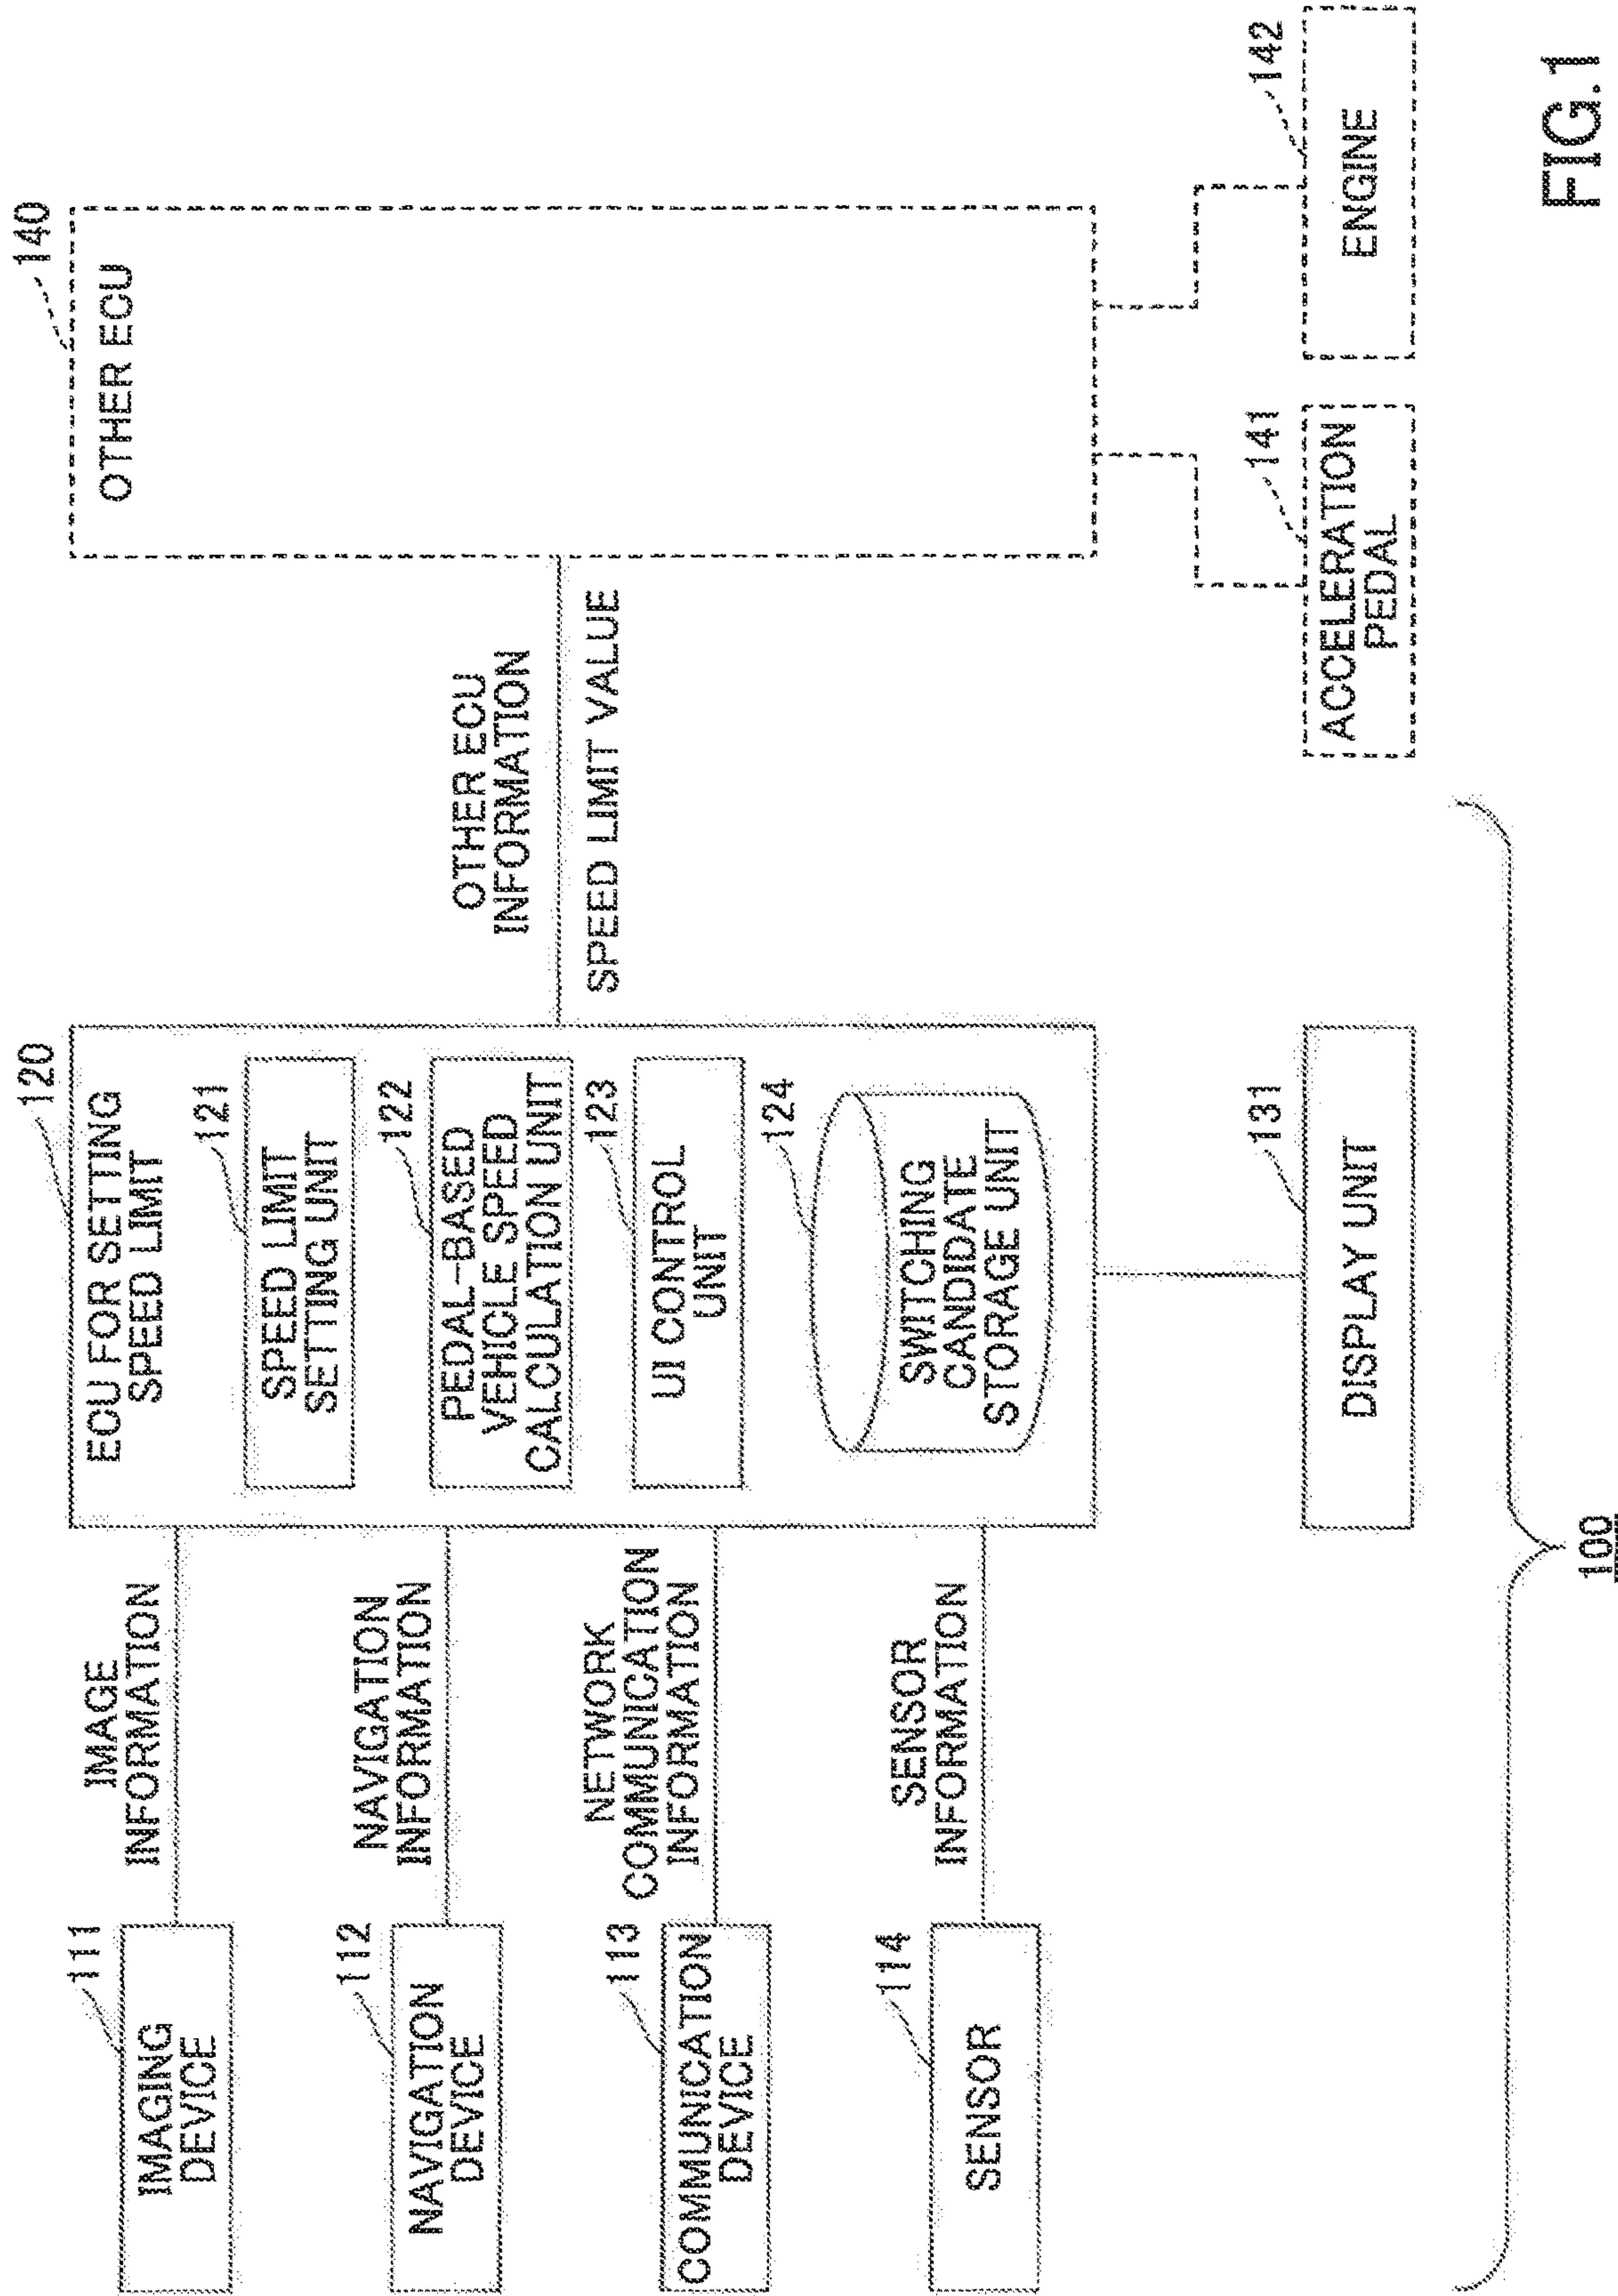 111
IMAGING
DEVICE
112
NAVIGATION
DEVICE
113
COMMUNICATION
DEVICE
114
SENSOR
IMAGE
INFORMATION
NAVIGATION
INFORMATION
NETWORK
COMMUNICATION
INFORMATION
SENSOR
INFORMATION
120
ECU FOR SETTING
SPEED LIMIT
121
SPEED LIMIT
SETTING UNIT
122
PEDAL-BASED
VEHICLE SPEED
CALCULATION UNIT
123
UI CONTROL
UNIT
124
SWITCHING
CANDIDATE
STORAGE UNIT
131
DISPLAY UNIT
OTHER ECU
INFORMATION
SPEED LIMIT VALUE
140
OTHER ECU
141
ACCELERATION
PEDAL
142
ENGINE
100
FIG.1